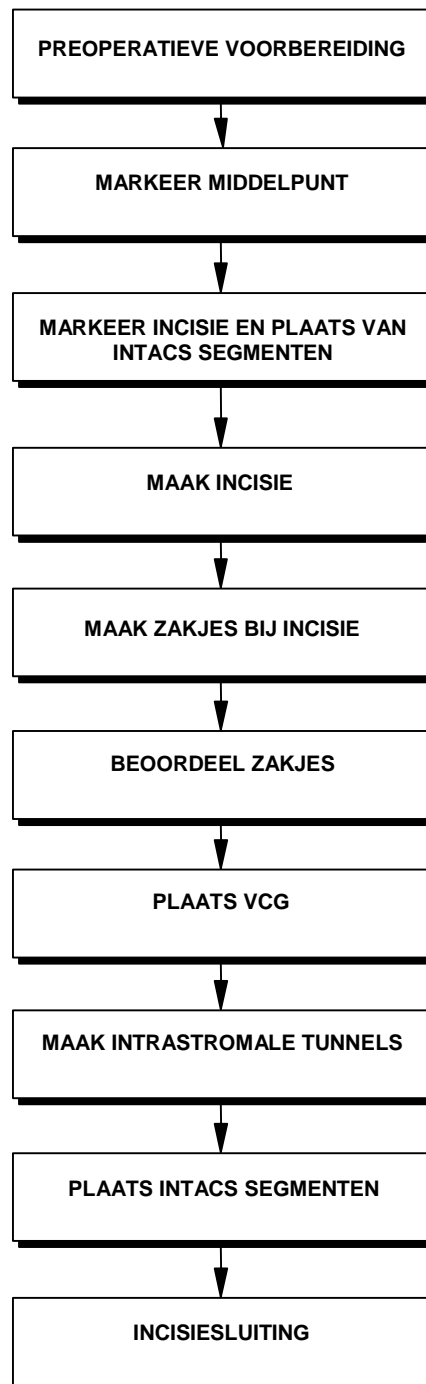 PREOPERATIEVE VOORBEREIDING
MARKEER MIDDELPUNT
MARKEER INCISIE EN PLAATS VAN
INTACS SEGMENTEN
MAAK INCISIE
MAAK ZAKJES BIJ INCISIE
BEOORDEEL ZAKJES
PLAATS VCG
MAAK INTRASTROMALE TUNNELS
PLAATS INTACS SEGMENTEN
INCISIESLUITING